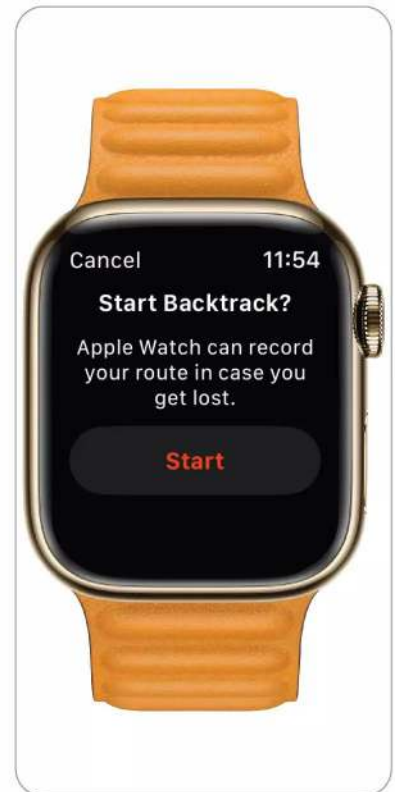 Cancel
11:54
Start Backtrack?
Apple Watch can record
your route in case you
get lost.
Start